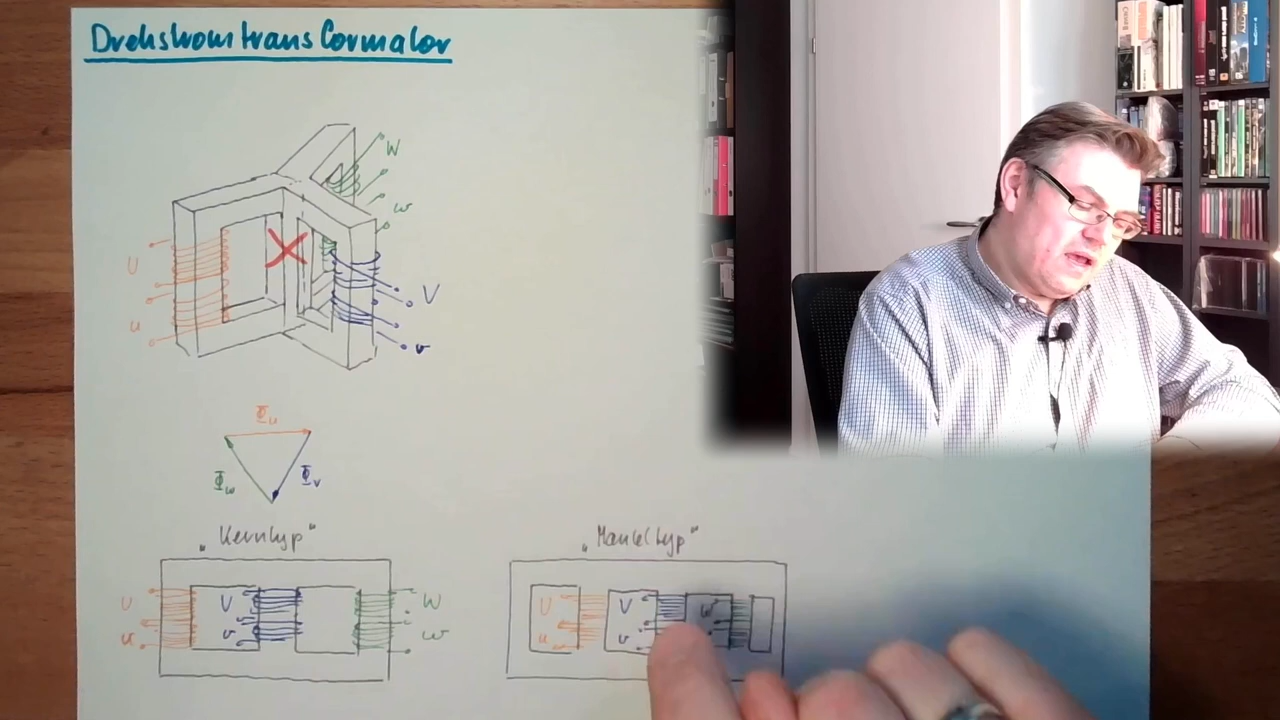 Drehstromtransformator
W
w
U
u
V
v
Φu
Φw
Φv
„Kerntyp“
„Manteltyp“
U
V
W
u
v
w
U
V
W
u
v